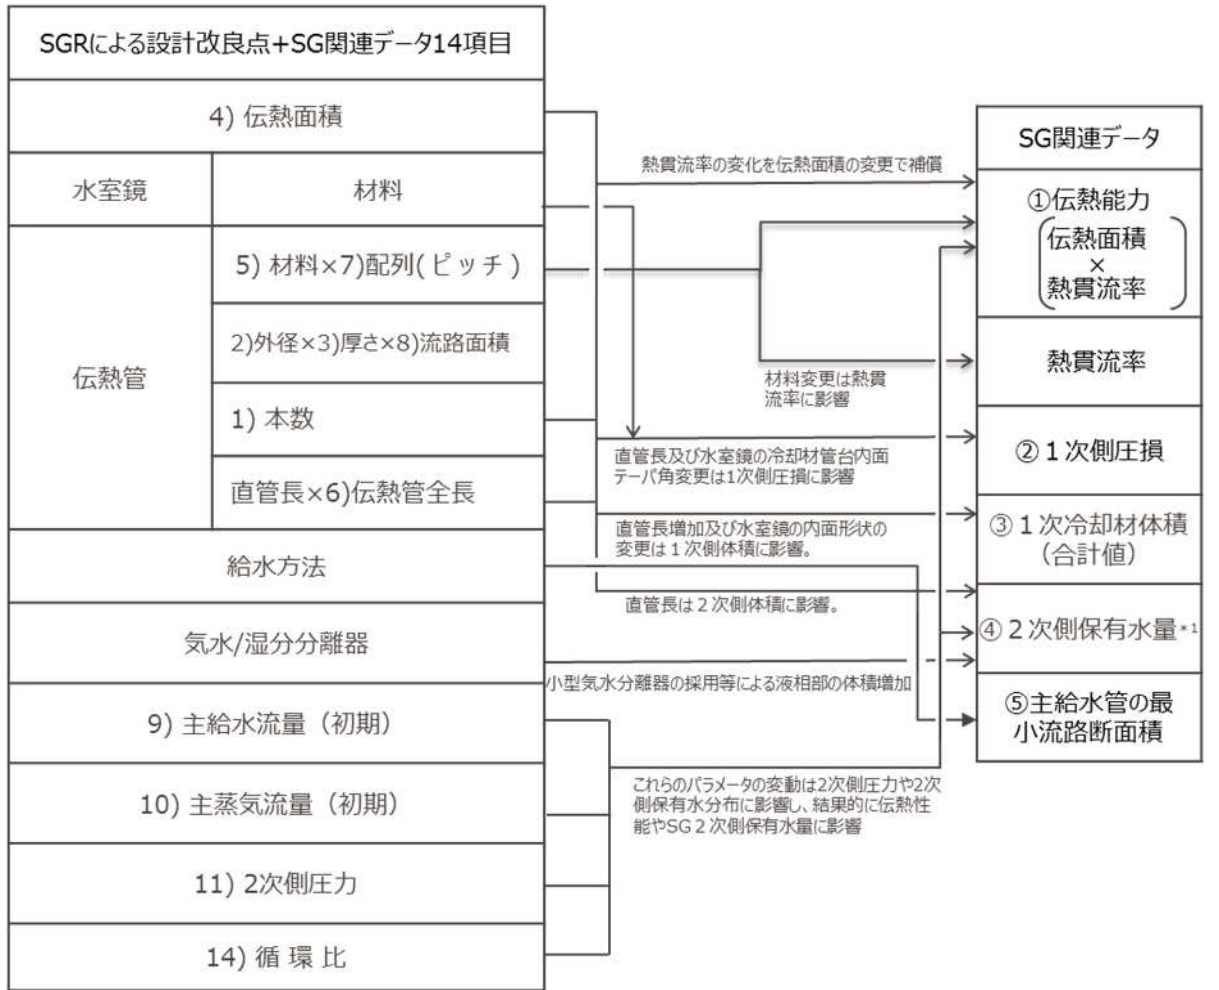 SGRによる設計改良点+SG関連データ14項目
4) 伝熱面積
水室鏡
材料
伝熱管
5) 材料×7)配列(ピッチ)
2)外径×3)厚さ×8)流路面積
1) 本数
直管長×6)伝熱管全長
給水方法
気水/湿分分離器
9) 主給水流量（初期）
10) 主蒸気流量（初期）
11) 2次側圧力
14) 循 環 比
熱貫流率の変化を伝熱面積の変更で補償
材料変更は熱貫
流率に影響
直管長及び水室鏡の冷却材管台内面
テーパ角変更は1次側圧損に影響
直管長増加及び水室鏡の内面形状の
変更は１次側体積に影響。
直管長は２次側体積に影響。
小型気水分離器の採用等による液相部の体積増加
これらのパラメータの変動は2次側圧力や2次
側保有水分布に影響し、結果的に伝熱性
能やSG２次側保有水量に影響
SG関連データ
①伝熱能力
伝熱面積
×
熱貫流率
熱貫流率
②１次側圧損
③１次冷却材体積
（合計値）
④２次側保有水量*1
⑤主給水管の最
小流路断面積